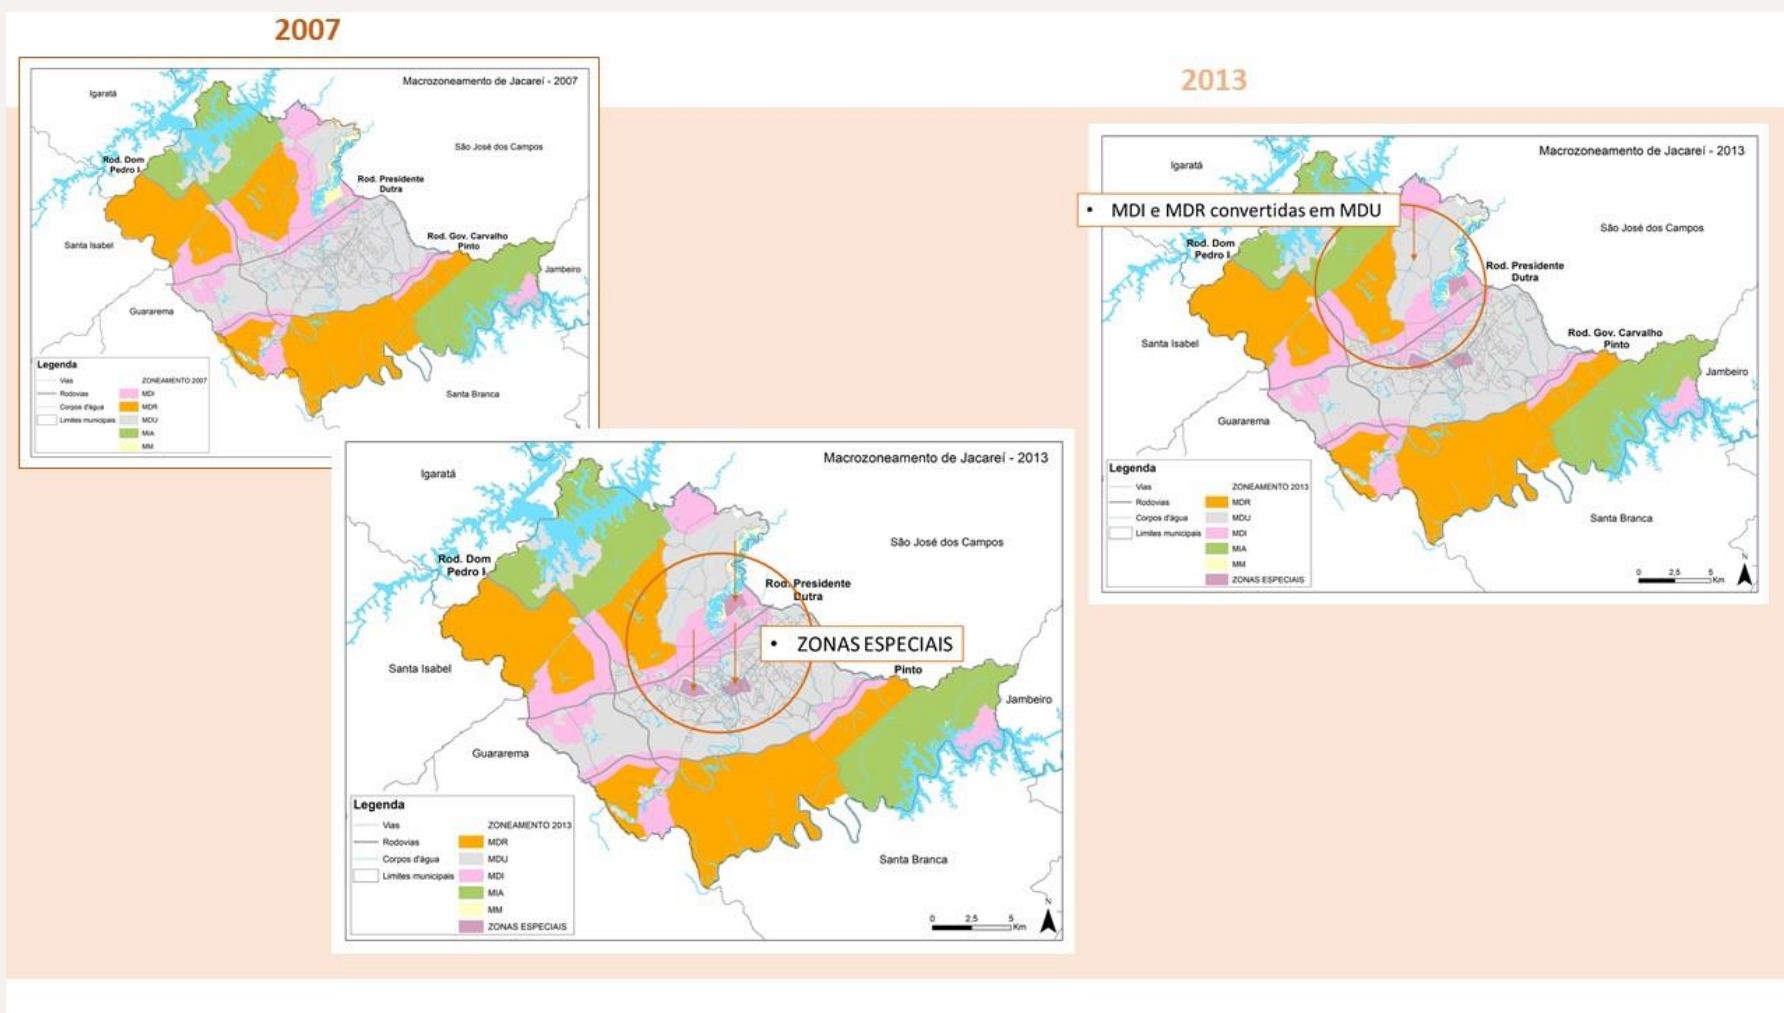 2007
Macrozoneamento de Jacareí - 2007
Igaratá
São José dos Campos
Rod. Dom
Pedro I
Rod. Presidente
Dutra
Rod. Gov. Carvalho
Pinto
Santa Isabel
Jambeiro
Guararema
Santa Branca
Legenda
Vias
Rodovias
Corpos d'água
Limites municipais
ZONEAMENTO 2007
MDI
MDR
MDU
MIA
MM
2013
Macrozoneamento de Jacareí - 2013
Igaratá
• MDI e MDR convertidas em MDU
São José dos Campos
Rod. Dom
Pedro I
Rod. Presidente
Dutra
Rod. Gov. Carvalho
Pinto
Santa Isabel
Jambeiro
Guararema
Santa Branca
Legenda
Vias
Rodovias
Corpos d'água
Limites municipais
ZONEAMENTO 2013
MDR
MDU
MDI
MIA
MM
ZONAS ESPECIAIS
N
0 2,5 5
Km
Macrozoneamento de Jacareí - 2013
Igaratá
São José dos Campos
Rod. Dom
Pedro I
Rod. Presidente
Dutra
• ZONAS ESPECIAIS
Pinto
Santa Isabel
Jambeiro
Guararema
Santa Branca
Legenda
Vias
Rodovias
Corpos d'água
Limites municipais
ZONEAMENTO 2013
MDR
MDU
MDI
MIA
MM
ZONAS ESPECIAIS
N
0 2,5 5
Km